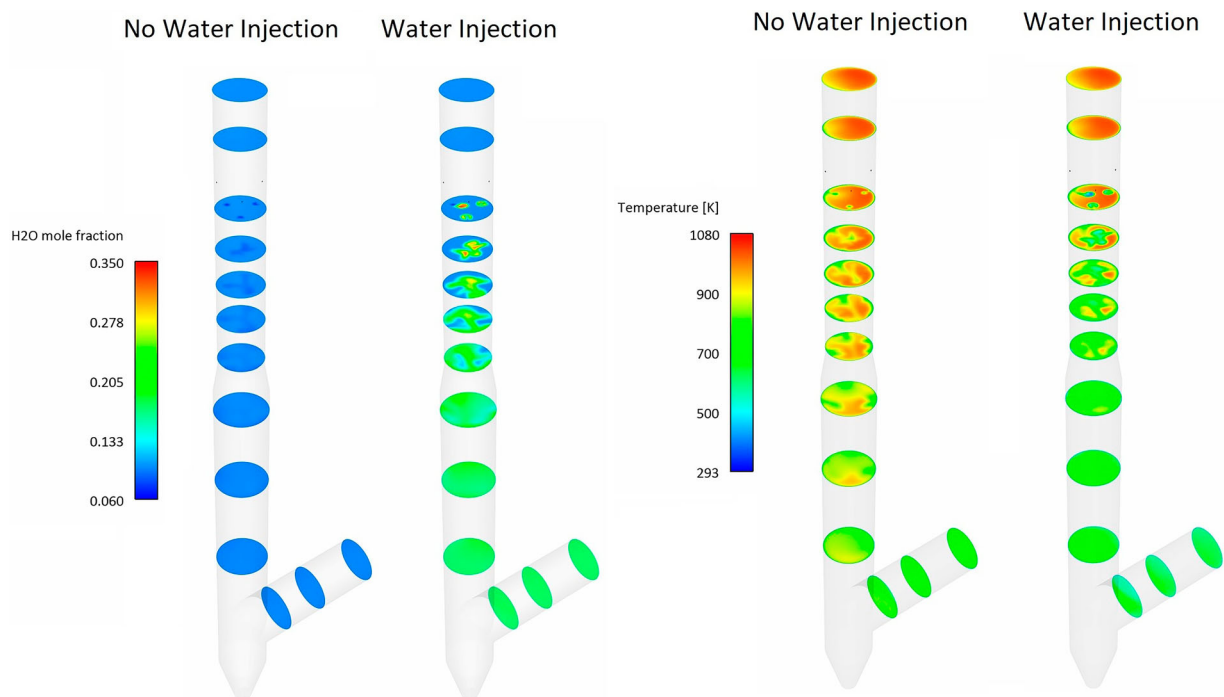 No Water Injection
Water Injection
No Water Injection
Water Injection
H2O mole fraction
0.350
0.278
0.205
0.133
0.060
Temperature [K]
1080
900
700
500
293